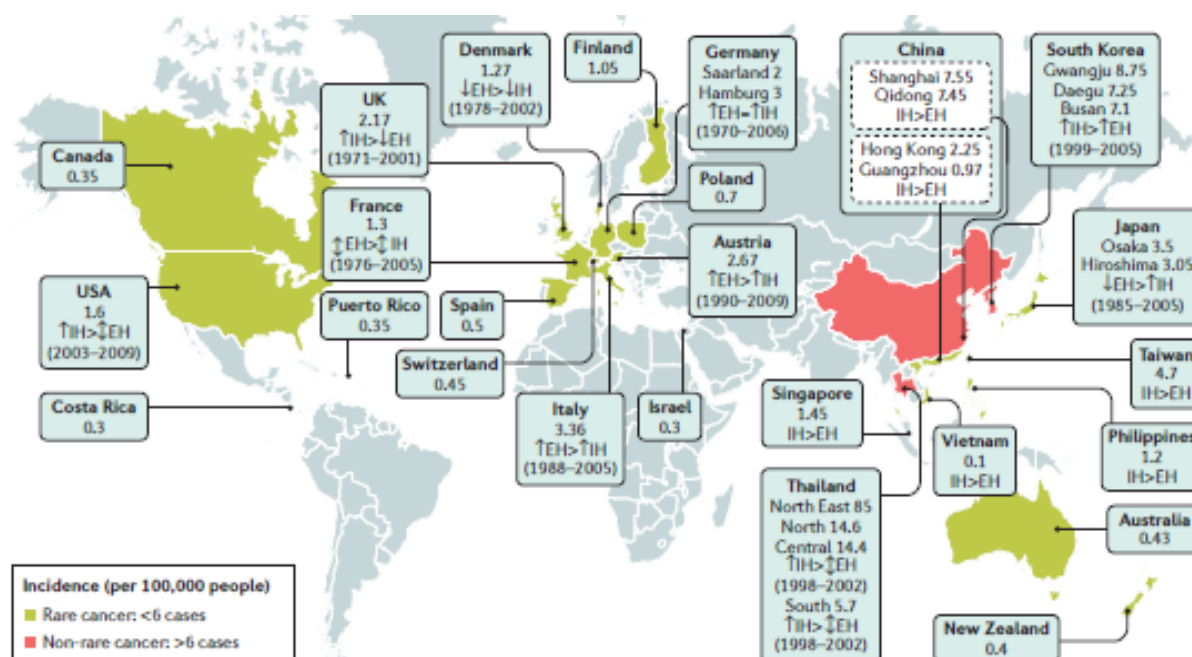 Denmark
1.27
↓EH>↓IH
(1978–2002)
Finland
1.05
Germany
Saarland 2
Hamburg 3
↑EH=↑IH
(1970–2006)
China
Shanghai 7.55
Qidong 7.45
IH>EH
Hong Kong 2.25
Guangzhou 0.97
IH>EH
South Korea
Gwangju 8.75
Daegu 7.25
Busan 7.1
↑IH>↑EH
(1999–2005)
UK
2.17
↑IH>↓EH
(1971–2001)
Canada
0.35
Poland
0.7
France
1.3
↕EH>↕IH
(1976–2005)
Austria
2.67
↑EH>↑IH
(1990–2009)
Japan
Osaka 3.5
Hiroshima 3.05
↓EH>↑IH
(1985–2005)
USA
1.6
↑IH>↕EH
(2003–2009)
Puerto Rico
0.35
Spain
0.5
Switzerland
0.45
Taiwan
4.7
IH>EH
Costa Rica
0.3
Italy
3.36
↑EH>↑IH
(1988–2005)
Israel
0.3
Singapore
1.45
IH>EH
Vietnam
0.1
IH>EH
Philippines
1.2
IH>EH
Thailand
North East 85
North 14.6
Central 14.4
↑IH>↕EH
(1998–2002)
South 5.7
↑IH>↕EH
(1998–2002)
Australia
0.43
New Zealand
0.4
Incidence (per 100,000 people)
Rare cancer: <6 cases
Non-rare cancer: >6 cases